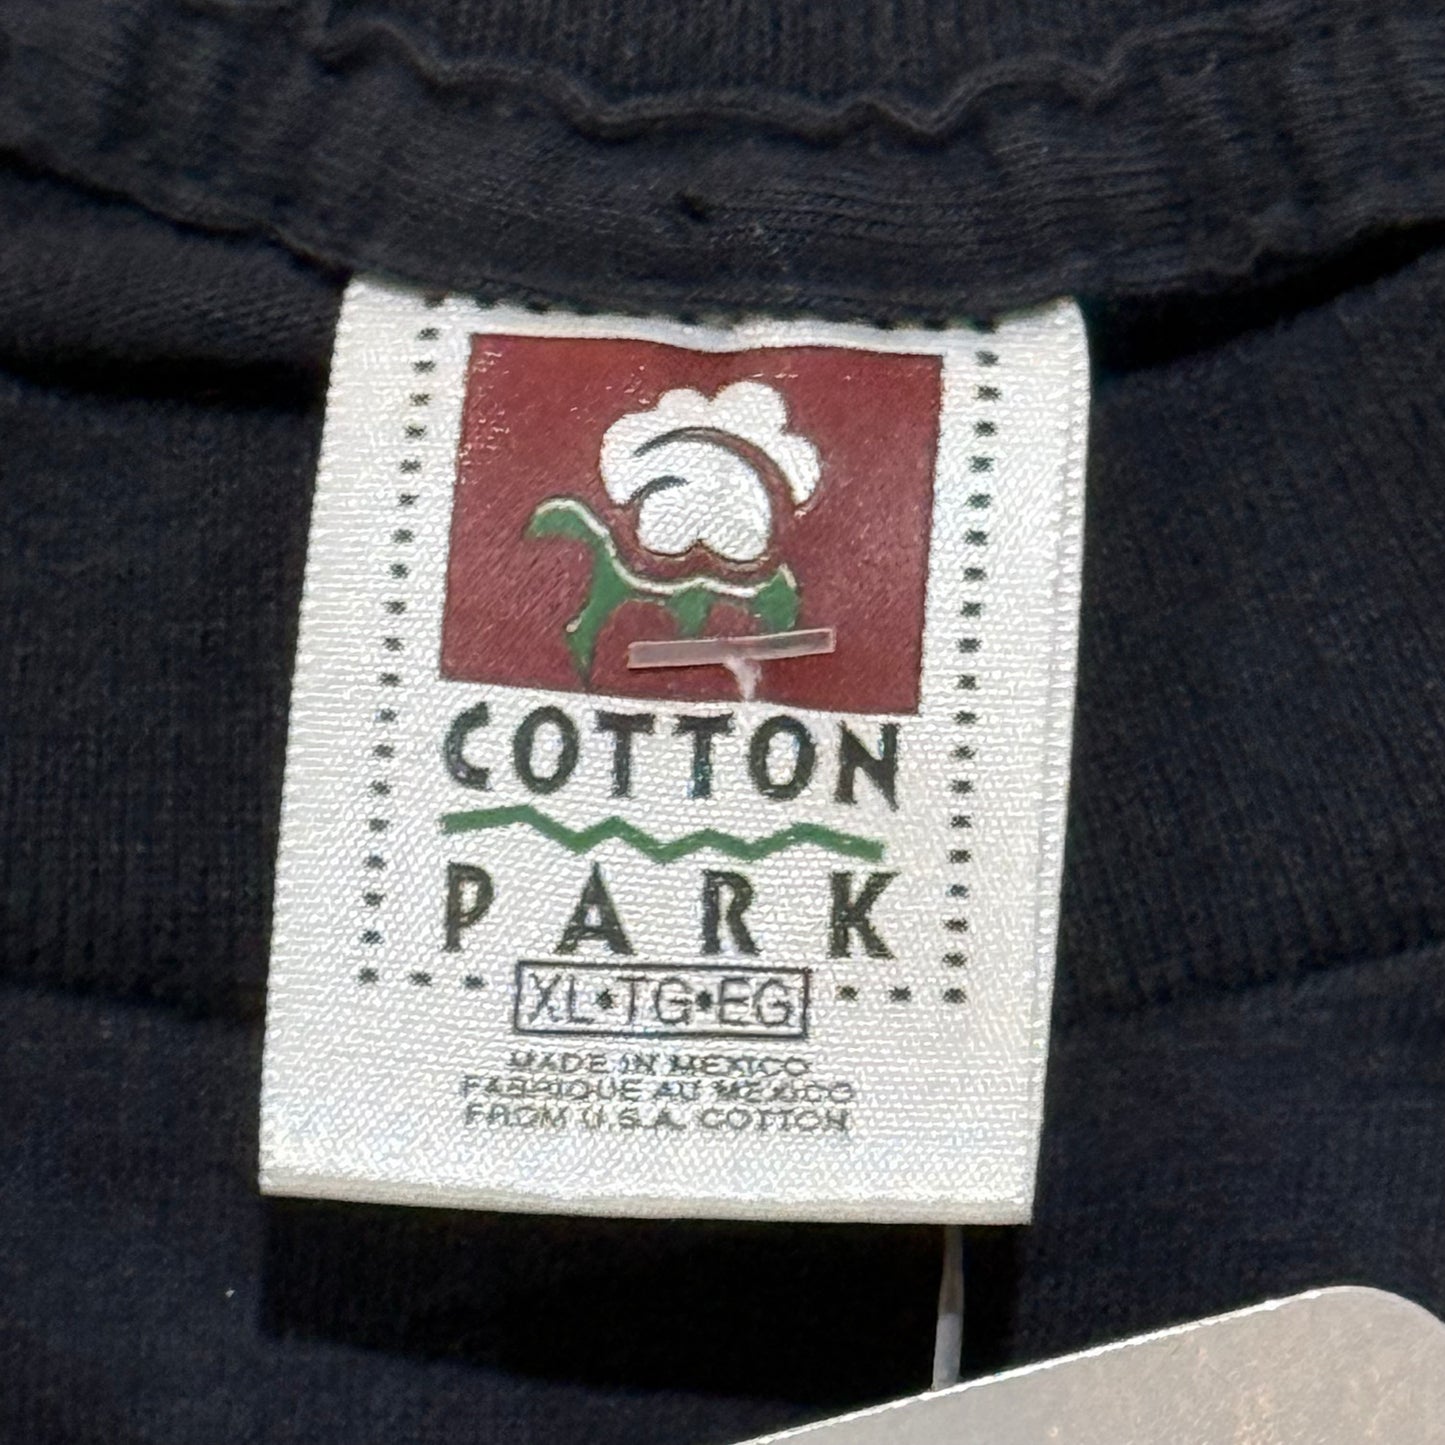 COTTON
PARK
XL•TG•EG
MADE IN MEXICO
FABRIQUE AU MEXICO
FROM U.S.A. COTTON